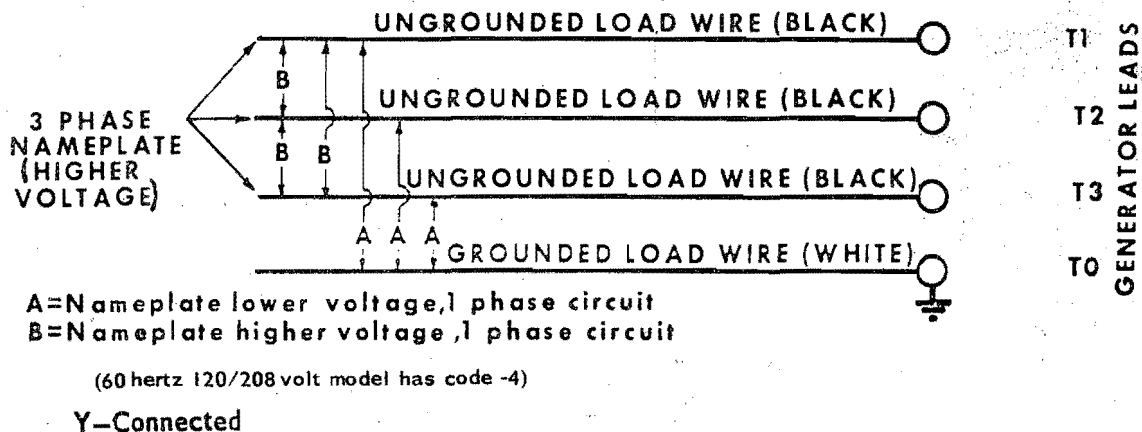 UNGROUNDED LOAD WIRE (BLACK)
T1
B
UNGROUNDED LOAD WIRE (BLACK)
T2
3 PHASE
NAMEPLATE
(HIGHER
VOLTAGE)
B
B
UNGROUNDED LOAD WIRE (BLACK)
T3
A A A
GROUNDED LOAD WIRE (WHITE)
T0
GENERATOR LEADS
A=Nameplate lower voltage,1 phase circuit
B=Nameplate higher voltage ,1 phase circuit
(60 hertz 120/208 volt model has code -4)
Y-Connected